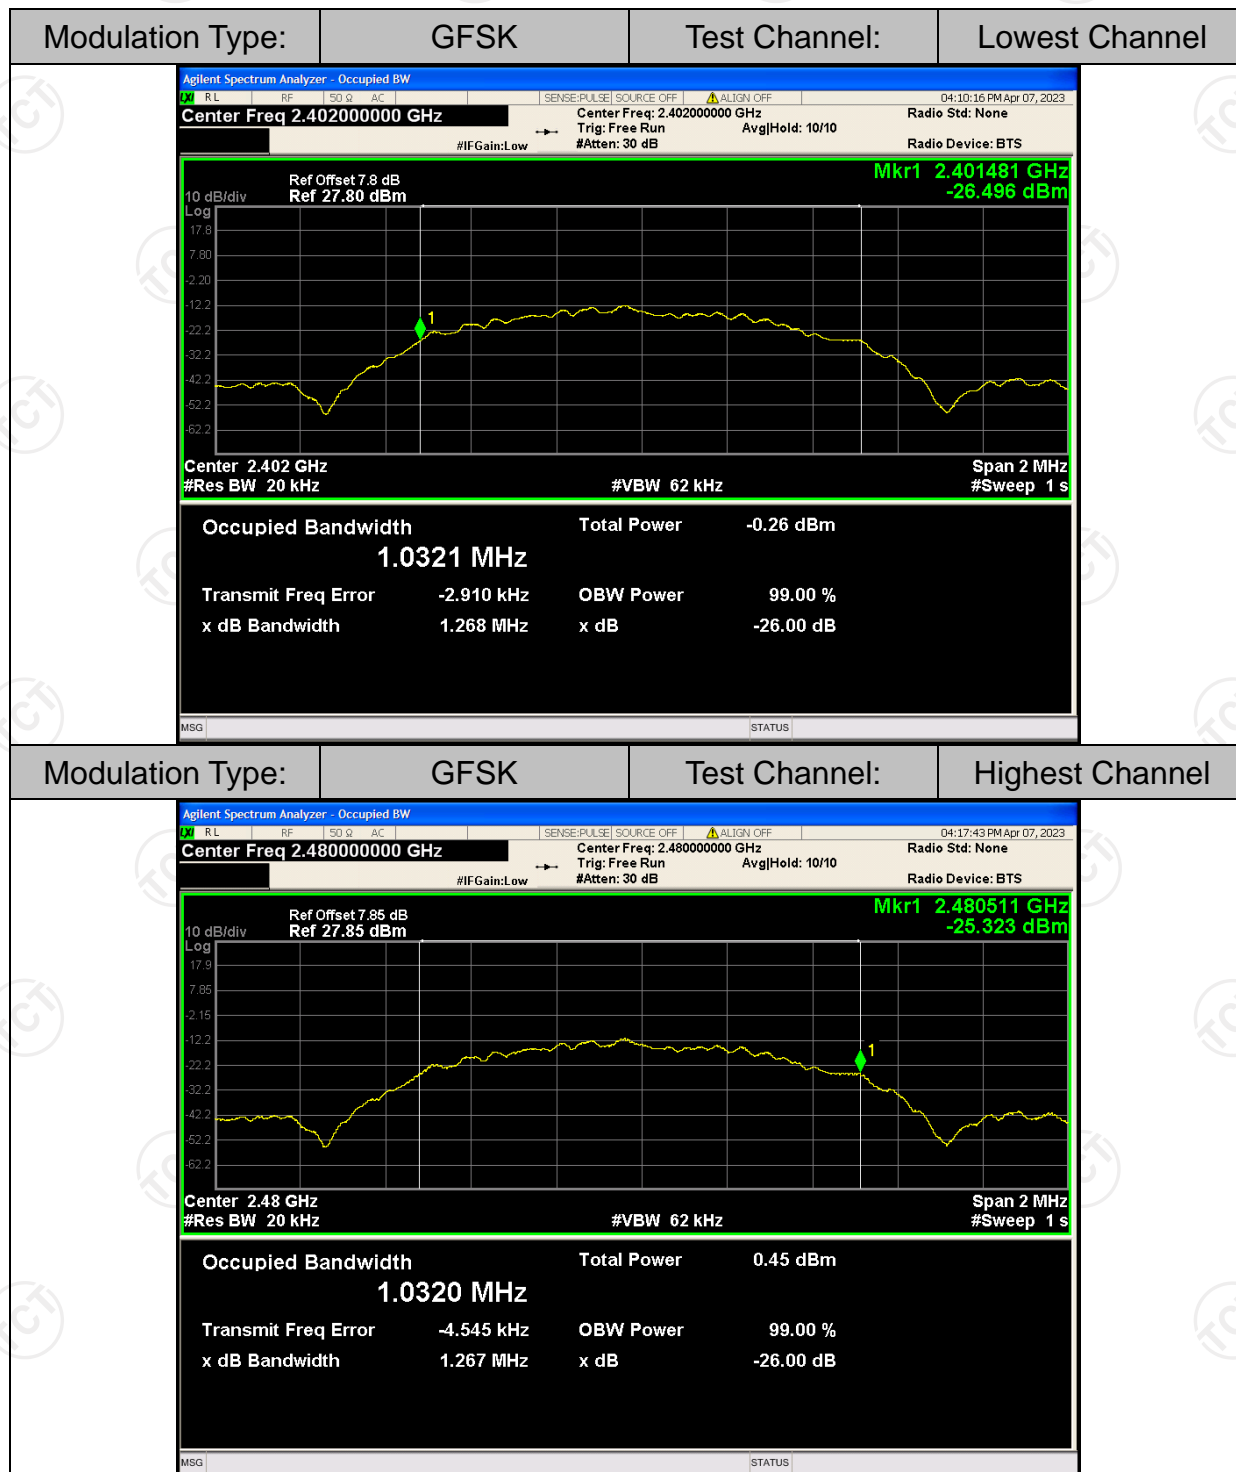 Modulation Type: GFSK Test Channel: Lowest Channel
Agilent Spectrum Analyzer - Occupied BW
LXI RL RF 50 Ω AC SENSE:PULSE SOURCE OFF ALIGN OFF 04:10:16 PM Apr 07, 2023
Center Freq 2.402000000 GHz Center Freq: 2.402000000 GHz Radio Std: None
Trig: Free Run Avg|Hold: 10/10
#IFGain:Low #Atten: 30 dB Radio Device: BTS
Mkr1 2.401481 GHz
Ref Offset 7.8 dB
10 dB/div Ref 27.80 dBm -26.496 dBm
Log
17.8
7.80
-2.20
-12.2
1
-22.2
-32.2
-42.2
-52.2
-62.2
Center 2.402 GHz Span 2 MHz
#Res BW 20 kHz #VBW 62 kHz #Sweep 1 s
Occupied Bandwidth Total Power -0.26 dBm
1.0321 MHz
Transmit Freq Error -2.910 kHz OBW Power 99.00 %
x dB Bandwidth 1.268 MHz x dB -26.00 dB
MSG STATUS
Modulation Type: GFSK Test Channel: Highest Channel
Agilent Spectrum Analyzer - Occupied BW
LXI RL RF 50 Ω AC SENSE:PULSE SOURCE OFF ALIGN OFF 04:17:43 PM Apr 07, 2023
Center Freq 2.480000000 GHz Center Freq: 2.480000000 GHz Radio Std: None
Trig: Free Run Avg|Hold: 10/10
#IFGain:Low #Atten: 30 dB Radio Device: BTS
Mkr1 2.480511 GHz
Ref Offset 7.85 dB
10 dB/div Ref 27.85 dBm -25.323 dBm
Log
17.9
7.85
-2.15
-12.2
1
-22.2
-32.2
-42.2
-52.2
-62.2
Center 2.48 GHz Span 2 MHz
#Res BW 20 kHz #VBW 62 kHz #Sweep 1 s
Occupied Bandwidth Total Power 0.45 dBm
1.0320 MHz
Transmit Freq Error -4.545 kHz OBW Power 99.00 %
x dB Bandwidth 1.267 MHz x dB -26.00 dB
MSG STATUS